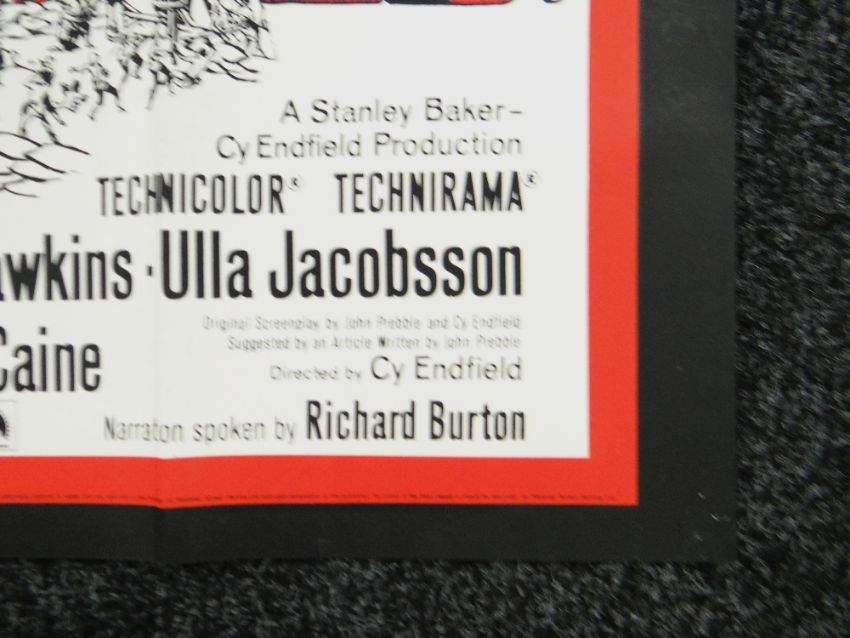 A Stanley Baker–
Cy Endfield Production
TECHNICOLOR® TECHNIRAMA®
awkins · Ulla Jacobsson
Original Screenplay by John Prebble and Cy Endfield
Suggested by an Article Written by John Prebble
Caine
Directed by Cy Endfield
Narraton spoken by Richard Burton